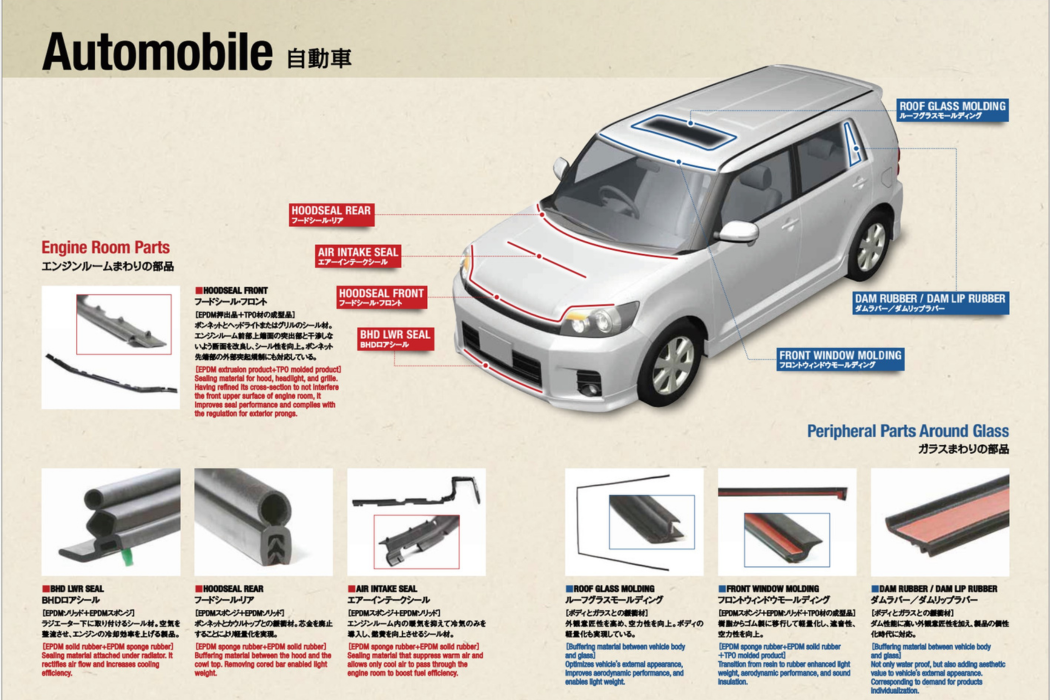 Automobile 自動車
ROOF GLASS MOLDING
ルーフグラスモールディング
HOODSEAL REAR
フードシール・リア
Engine Room Parts
エンジンルームまわりの部品
AIR INTAKE SEAL
エアーインテークシール
HOODSEAL FRONT
フードシール・フロント
BHD LWR SEAL
BHDロアシール
DAM RUBBER / DAM LIP RUBBER
ダムラバー／ダムリップラバー
FRONT WINDOW MOLDING
フロントウィンドウモールディング
■HOODSEAL FRONT
フードシール・フロント
[EPDM押出品＋TPO材の成型品]
ボンネットとヘッドライトまたはグリルのシール材。
エンジンルーム前部上端面の突出部と干渉しな
いよう断面を改良し、シール性を向上。ボンネット
先端部の外部突起規制にも対応している。
[EPDM extrusion product+TPO molded product]
Sealing material for hood, headlight, and grille.
Having refined its cross-section to not interfere
the front upper surface of engine room, it
improves seal performance and complies with
the regulation for exterior prongs.
Peripheral Parts Around Glass
ガラスまわりの部品
■BHD LWR SEAL
BHDロアシール
[EPDMソリッド＋EPDMスポンジ]
ラジエーター下に取り付けるシール材。空気を
整流させ、エンジンの冷却効率を上げる製品。
[EPDM solid rubber+EPDM sponge rubber]
Sealing material attached under radiator. It
rectifies air flow and increases cooling
efficiency.
■HOODSEAL REAR
フードシール・リア
[EPDMスポンジ＋EPDMソリッド]
ボンネットとカウルトップとの緩衝材。芯金を廃止
することにより軽量化を実現。
[EPDM sponge rubber+EPDM solid rubber]
Buffering material between the hood and the
cowl top. Removing cored bar enabled light
weight.
■AIR INTAKE SEAL
エアーインテークシール
[EPDMスポンジ＋EPDMソリッド]
エンジンルーム内の暖気を抑えて冷気のみを
導入し、燃費を向上させるシール材。
[EPDM sponge rubber+EPDM solid rubber]
Sealing material that suppress warm air and
allows only cool air to pass through the
engine room to boost fuel efficiency.
■ROOF GLASS MOLDING
ルーフグラスモールディング
[ボディとガラスとの緩衝材]
外観意匠性を高め、空力性を向上。ボディの
軽量化も実現している。
[Buffering material between vehicle body
and glass]
Optimizes vehicle's external appearance,
improves aerodynamic performance, and
enables light weight.
■FRONT WINDOW MOLDING
フロントウィンドウモールディング
[EPDMスポンジ＋EPDMソリッド＋TPO材の成型品]
樹脂からゴム製に移行して軽量化し、遮音性、
空力性を向上。
[EPDM sponge rubber+EPDM solid rubber
+TPO molded product]
Transition from resin to rubber enhanced light
weight, aerodynamic performance, and sound
insulation.
■DAM RUBBER / DAM LIP RUBBER
ダムラバー／ダムリップラバー
[ボディとガラスとの緩衝材]
ダム性能に高い外観意匠性を加え、製品の個性
化時代に対応。
[Buffering material between vehicle body
and glass]
Not only water proof, but also adding aesthetic
value to vehicle's external appearance.
Corresponding to demand for products
individualization.